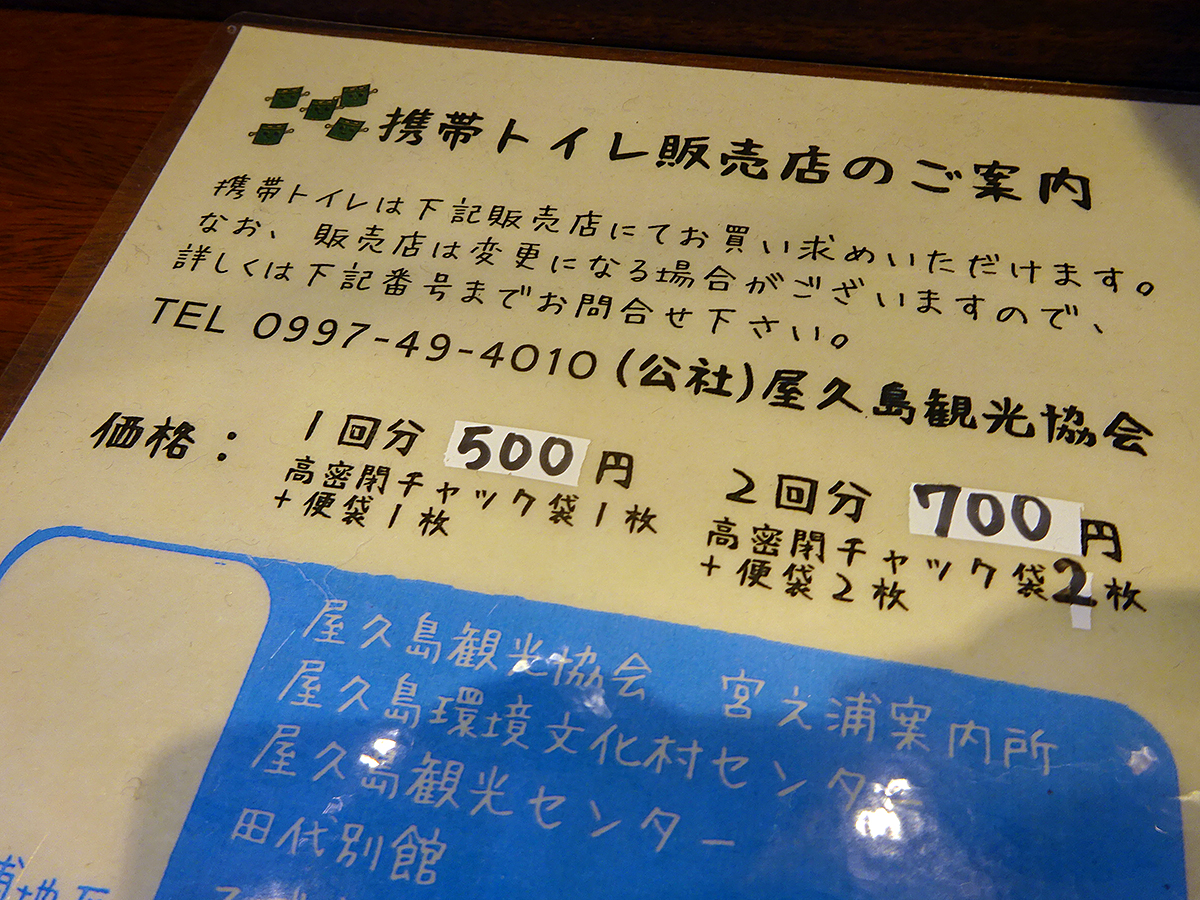 携帯トイレ販売店のご案内
携帯トイレは下記販売店にてお買い求めいただけます。
なお、販売店は変更になる場合がございますので、
詳しくは下記番号までお問合せ下さい。
TEL 0997-49-4010 (公社)屋久島観光協会
価格： 1回分 500円
高密閉チャック袋1枚
+便袋1枚
2回分 700円
高密閉チャック袋2枚
+便袋2枚
屋久島観光協会 宮之浦案内所
屋久島環境文化村センター
屋久島観光センター
田代別館